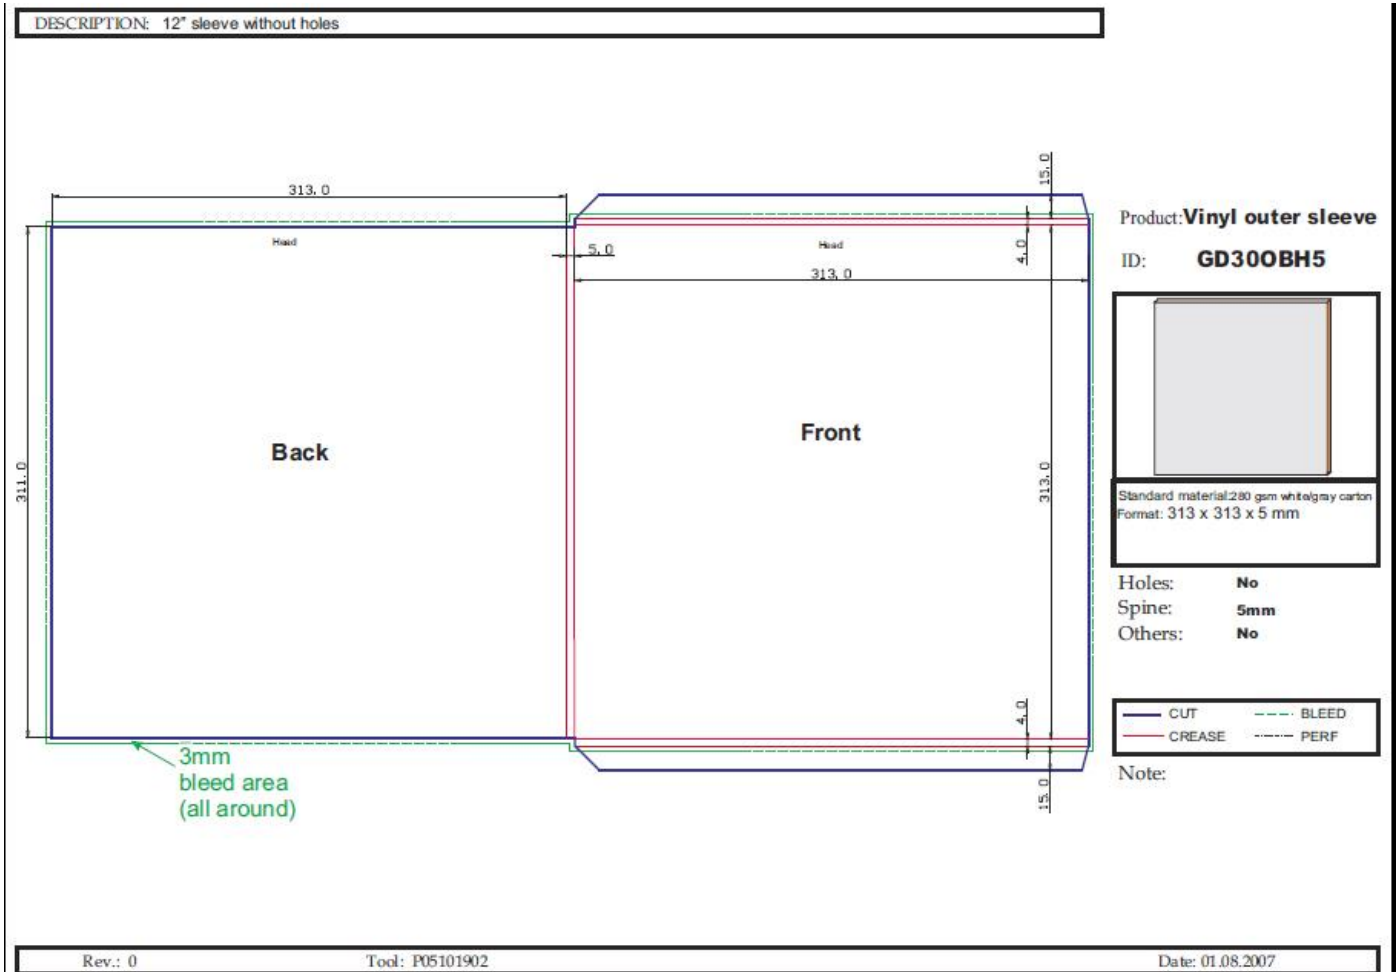 DESCRIPTION: 12" sleeve without holes
313, 0
15, 0
Head
5, 0
Head
4, 0
313, 0
Back
Front
311, 0
313, 0
4, 0
15, 0
3mm
bleed area
(all around)
Product:Vinyl outer sleeve
ID: GD30OBH5
Standard material:280 gsm white/gray carton
Format: 313 x 313 x 5 mm
Holes: No
Spine: 5mm
Others: No
CUT BLEED
CREASE PERF
Note:
Rev.: 0 Tool: P05101902 Date: 01.08.2007